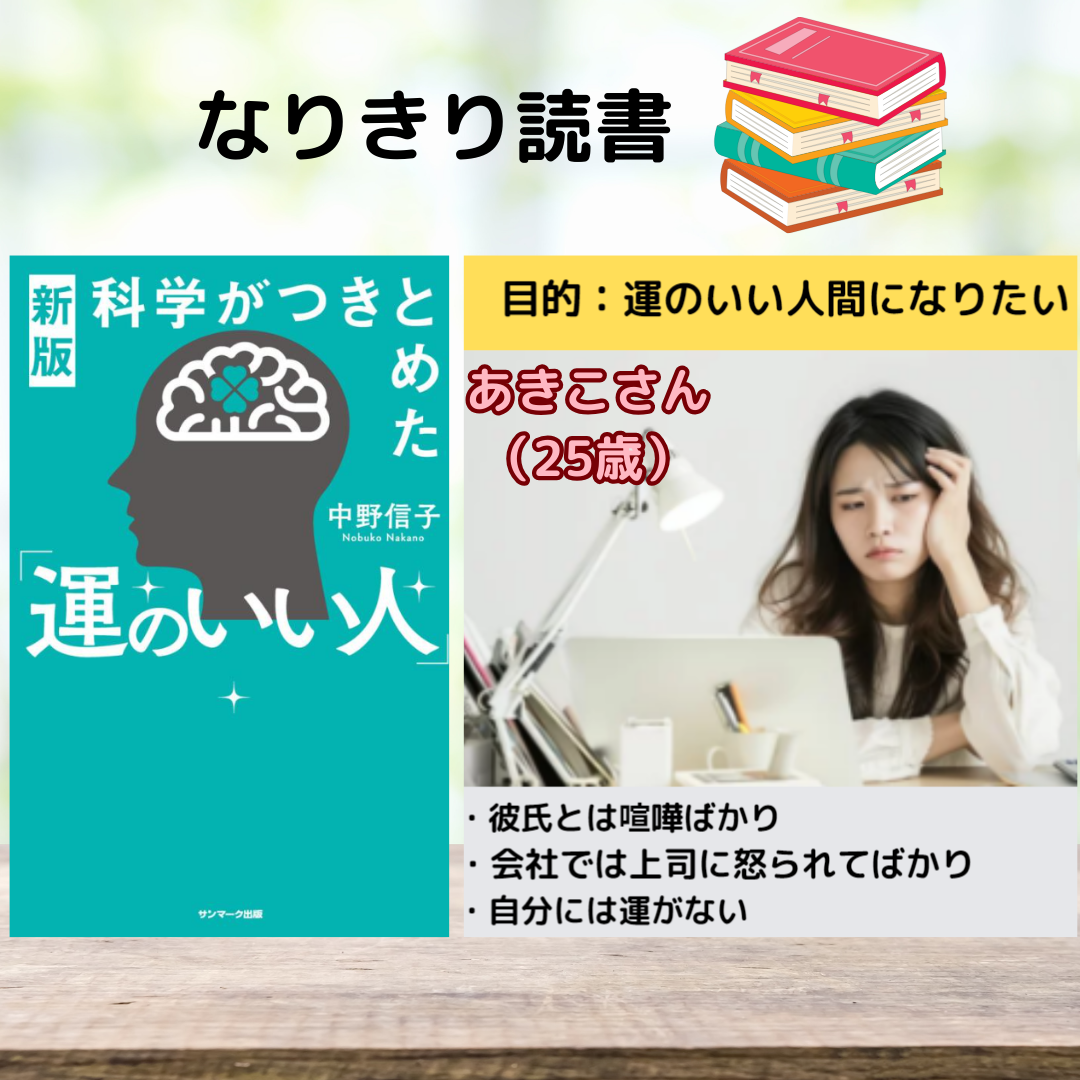 なりきり読書
新版
科学がつきとめた
中野信子
Nobuko Nakano
「運のいい人」
サンマーク出版
目的：運のいい人間になりたい
あきこさん
（25歳）
・彼氏とは喧嘩ばかり
・会社では上司に怒られてばかり
・自分には運がない